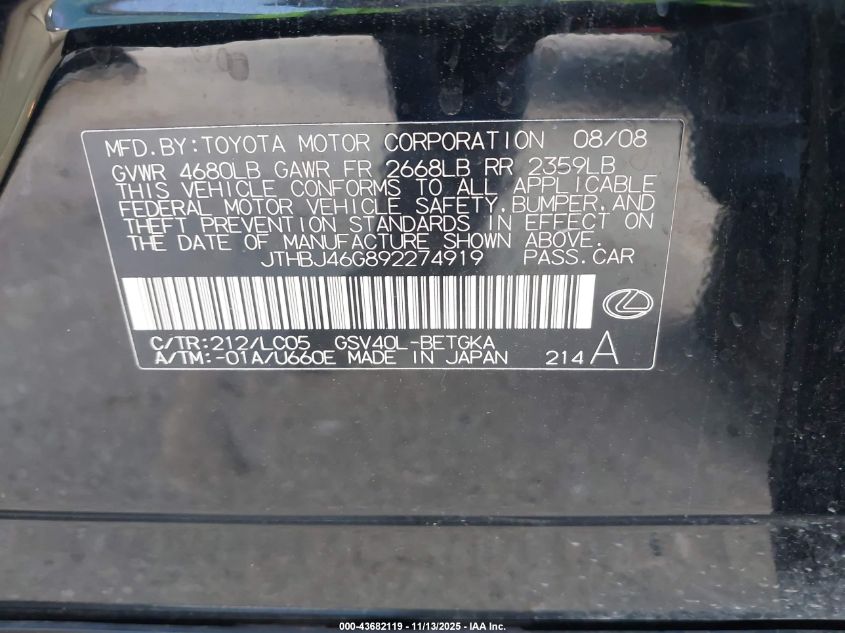 MFD.BY:TOYOTA MOTOR CORPORATION 08/08
GVWR 4680LB GAWR FR 2668LB RR 2359LB
THIS VEHICLE CONFORMS TO ALL APPLICABLE
FEDERAL MOTOR VEHICLE SAFETY,BUMPER,AND
THEFT PREVENTION STANDARDS IN EFFECT ON
THE DATE OF MANUFACTURE SHOWN ABOVE.
JTHBJ46G892274919 PASS.CAR
C/TR:212/LC05 GSV40L-BETGKA
A/TM:-01A/U660E MADE IN JAPAN 214A
000-43682119 - 11/13/2025 - IAA Inc.